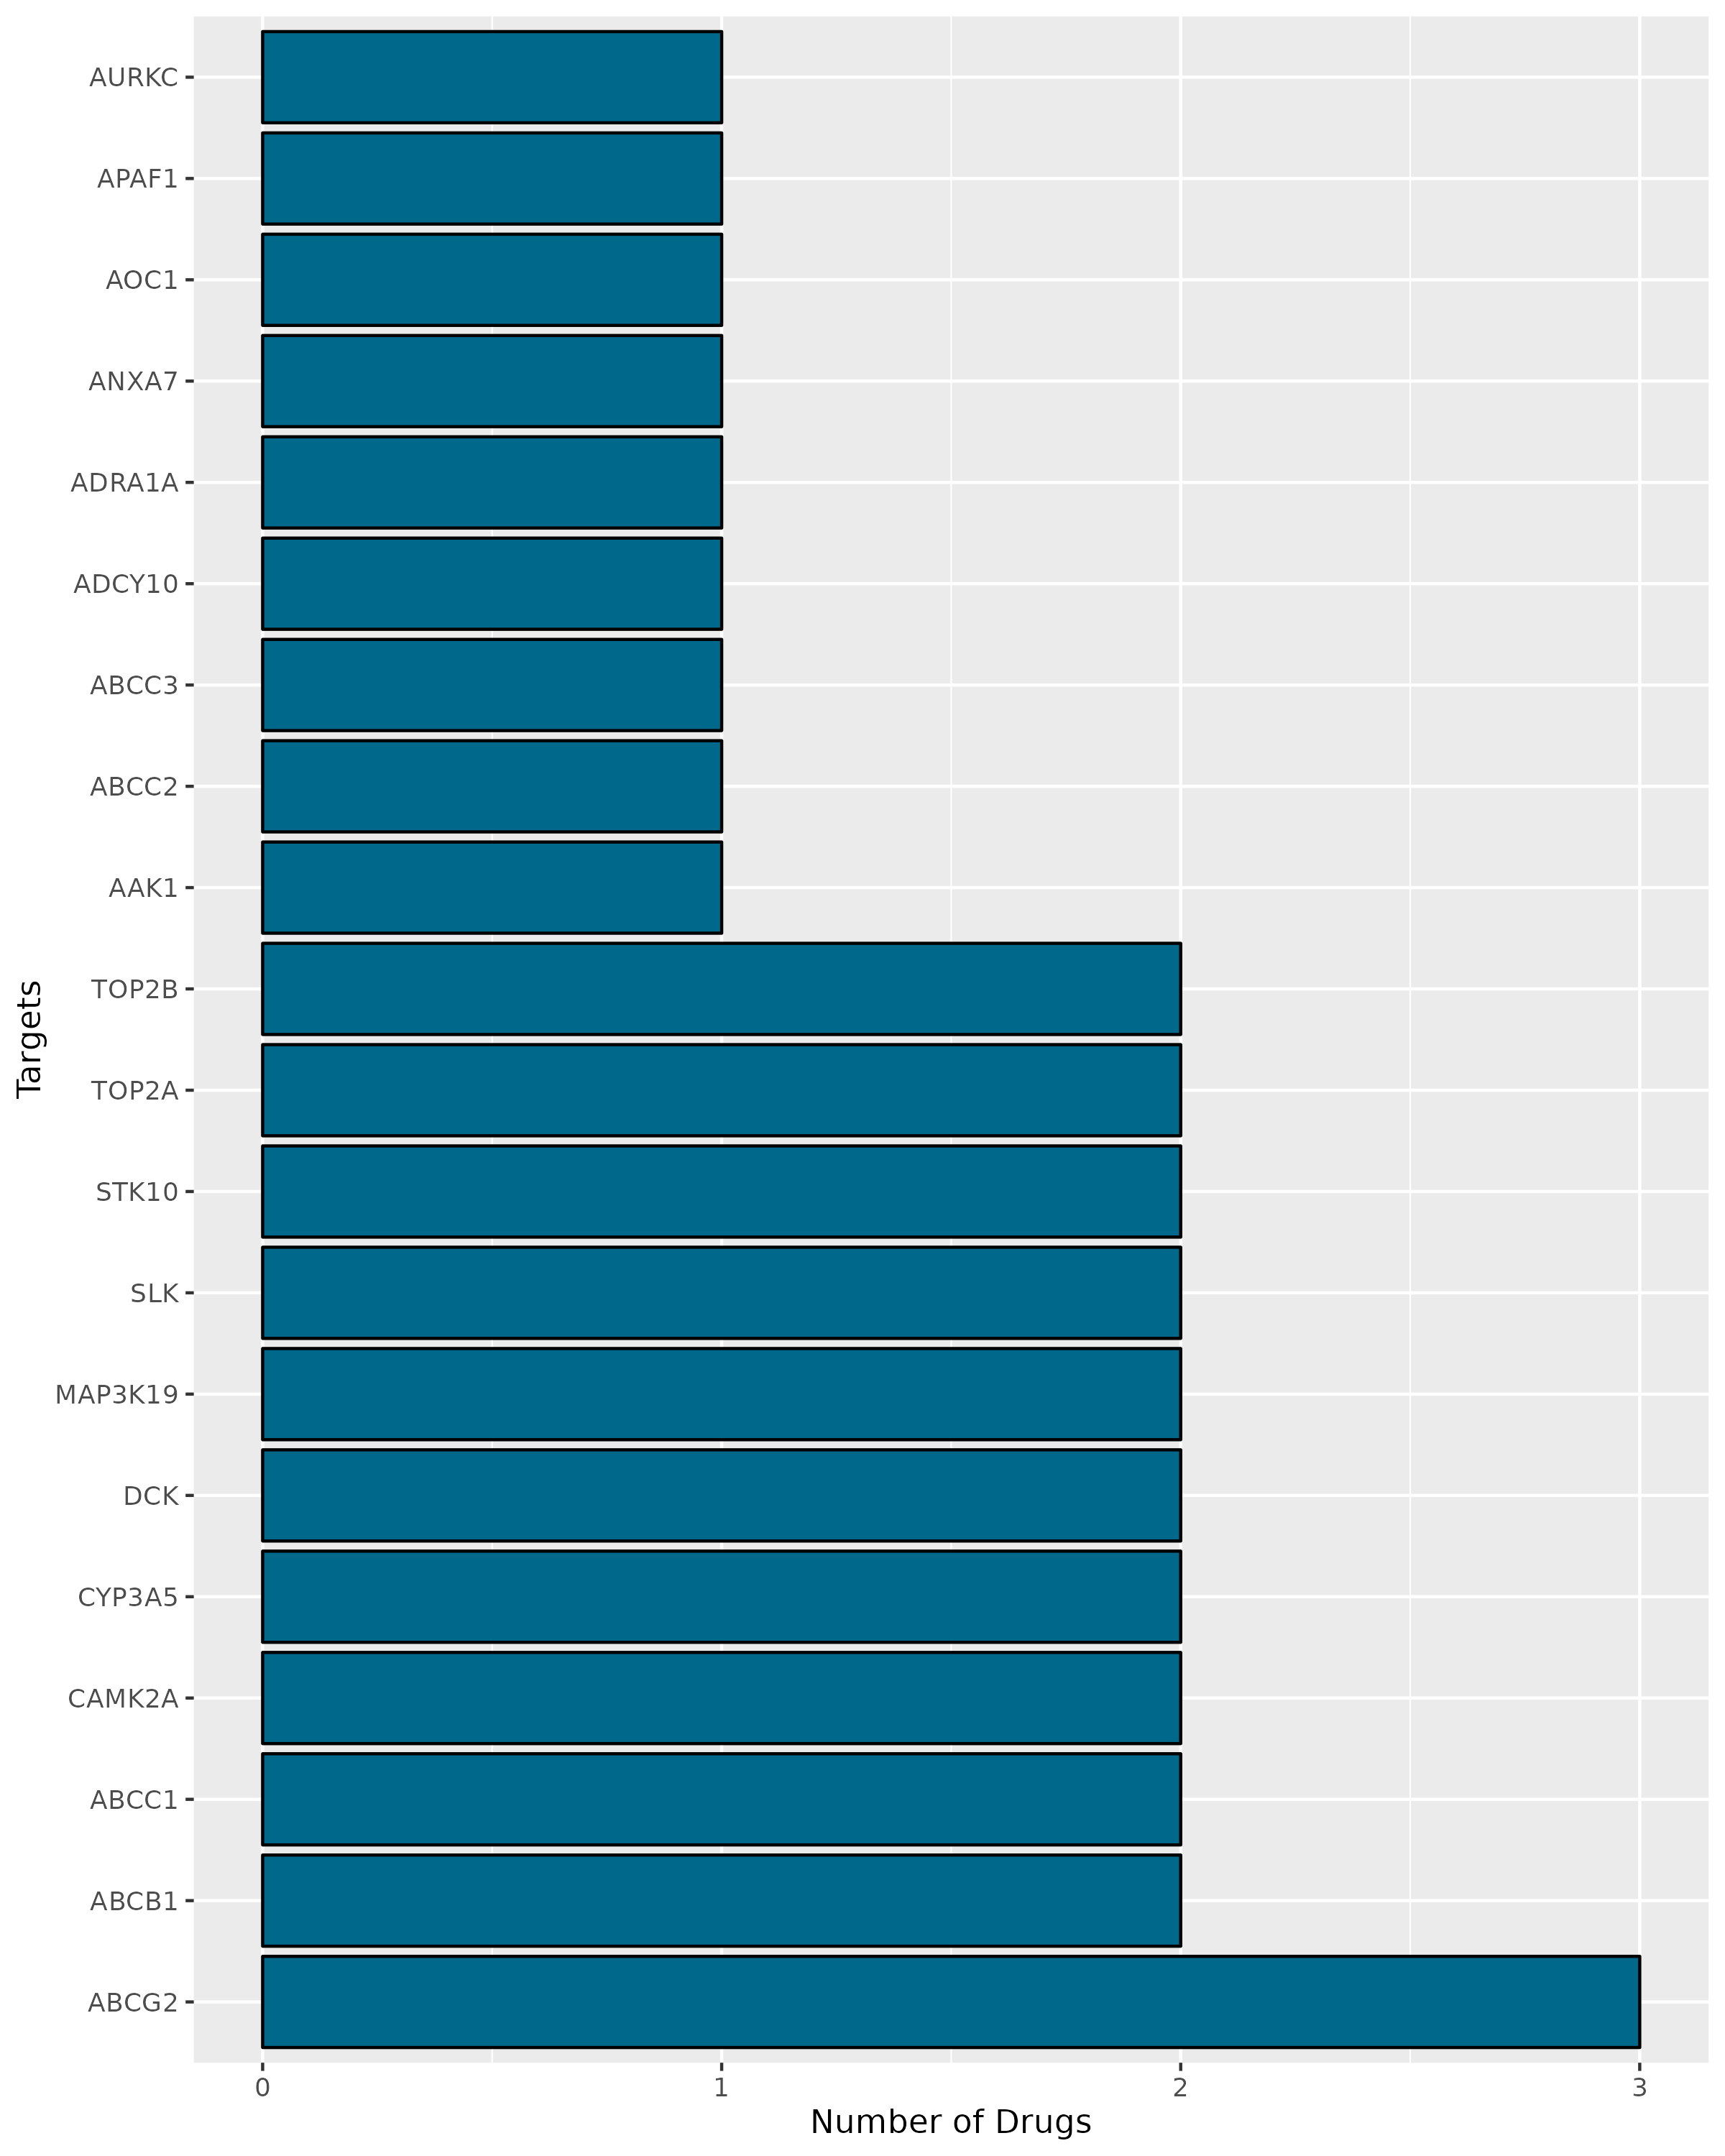 AURKC
APAF1
AOC1
ANXA7
ADRA1A
ADCY10
ABCC3
ABCC2
AAK1
TOP2B
TOP2A
STK10
SLK
MAP3K19
DCK
CYP3A5
CAMK2A
ABCC1
ABCB1
ABCG2
Targets
0 1 2 3
Number of Drugs